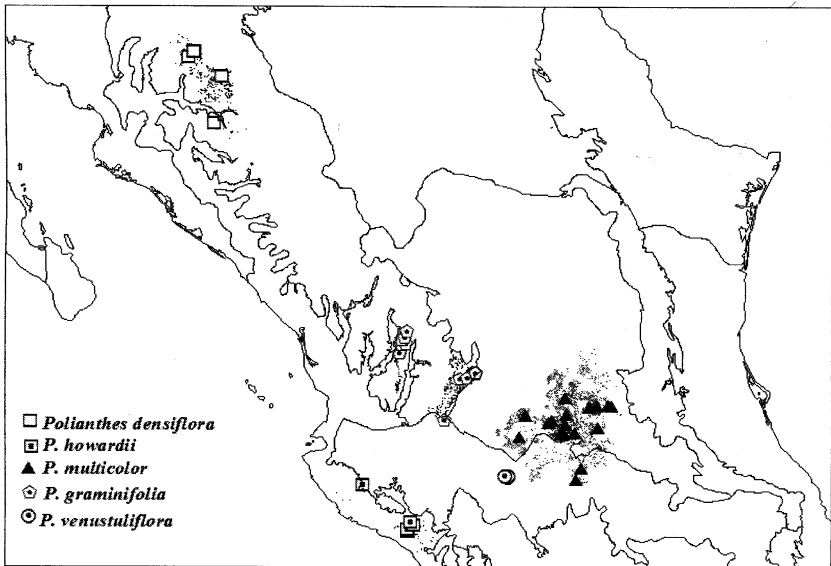 Polianthes densiflora
P. howardii
P. multicolor
P. graminifolia
P. venustuliflora